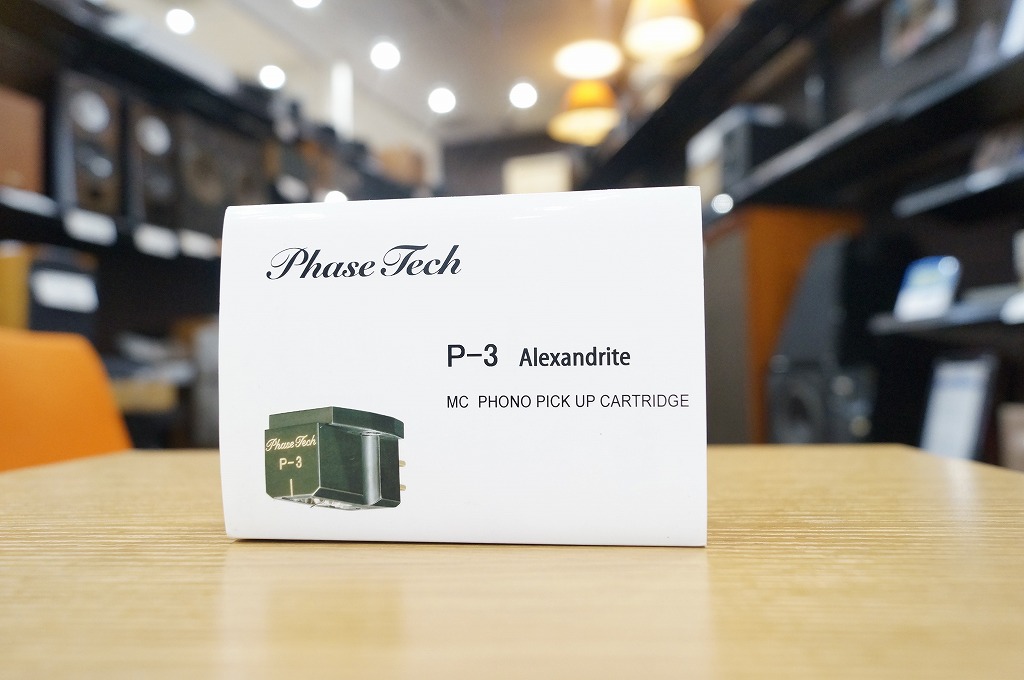 Phase Tech
P-3 Alexandrite
MC PHONO PICK UP CARTRIDGE
Phase Tech
P-3